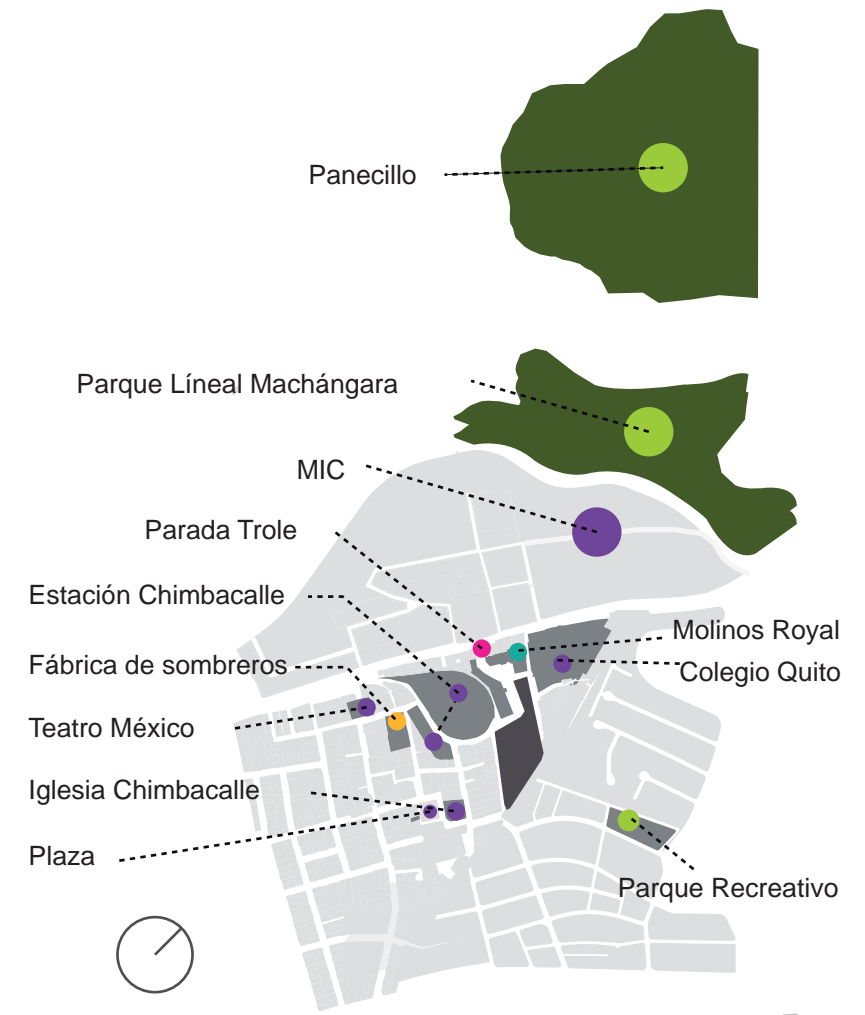 Panecillo
Parque Líneal Machángara
MIC
Parada Trole
Estación Chimbacalle
Molinos Royal
Fábrica de sombreros
Colegio Quito
Teatro México
Iglesia Chimbacalle
Plaza
Parque Recreativo